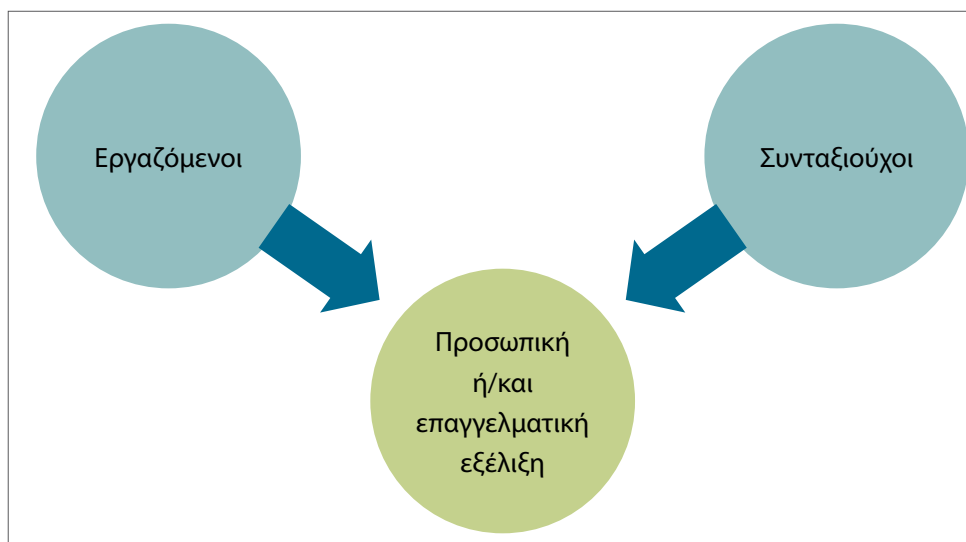 Εργαζόμενοι
Συνταξιούχοι
Προσωπική
ή/και
επαγγελματική
εξέλιξη